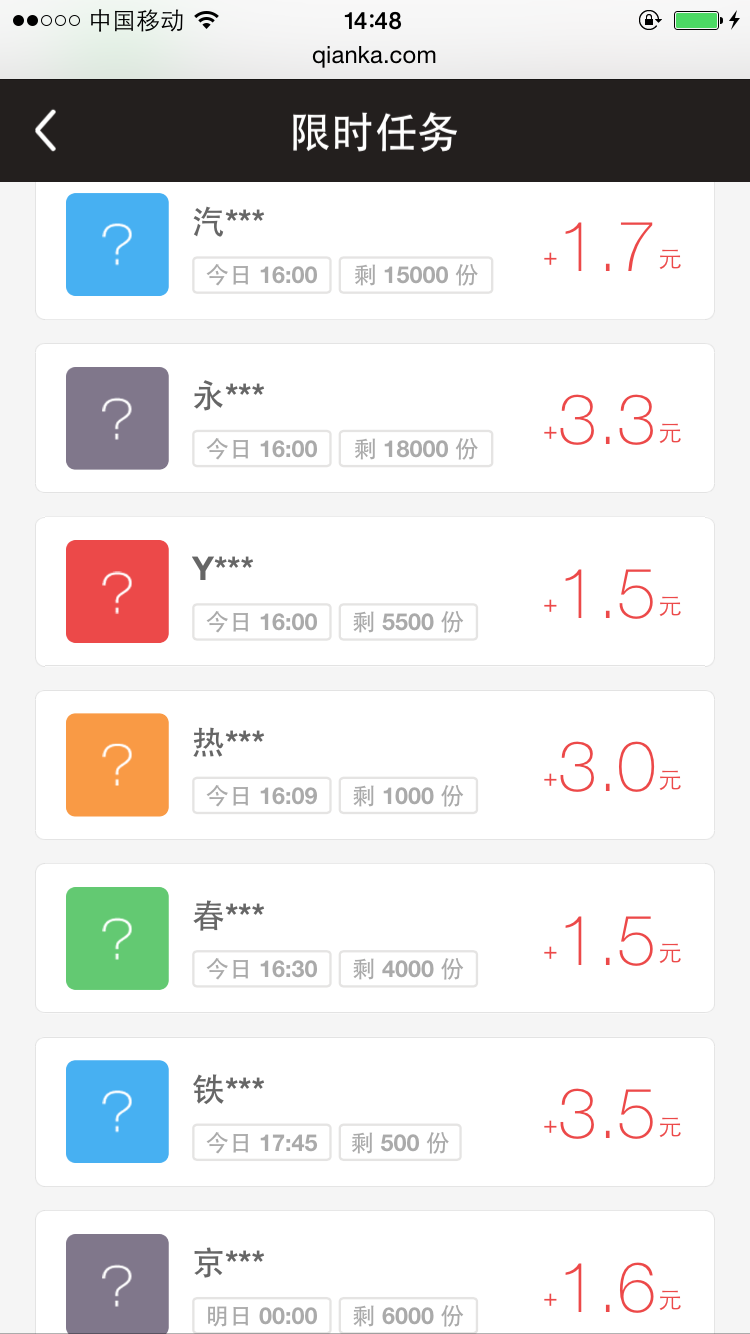 中国移动 14:48
qianka.com
限时任务
?
汽***
今日 16:00 剩 15000 份
+1.7元
?
永***
今日 16:00 剩 18000 份
+3.3元
?
Y***
今日 16:00 剩 5500 份
+1.5元
?
热***
今日 16:09 剩 1000 份
+3.0元
?
春***
今日 16:30 剩 4000 份
+1.5元
?
铁***
今日 17:45 剩 500 份
+3.5元
?
京***
明日 00:00 剩 6000 份
+1.6元